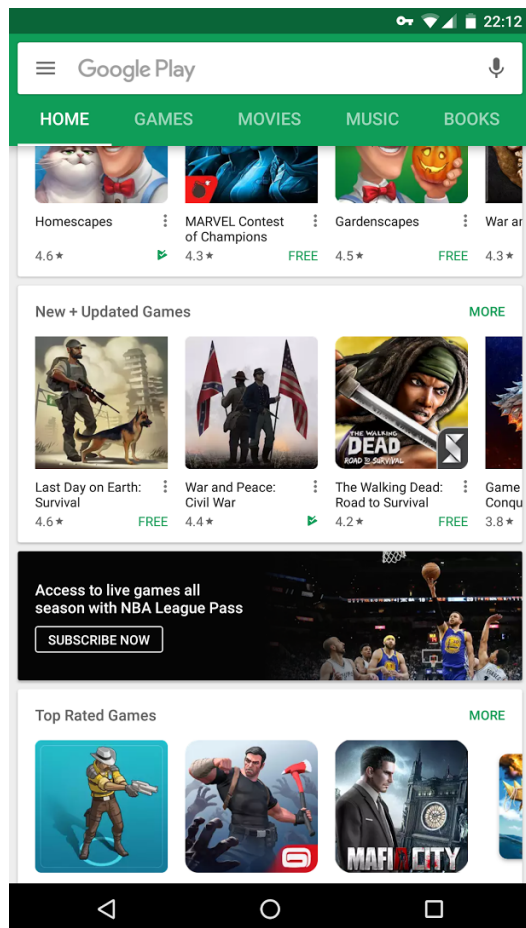 22:12
Google Play
HOME GAMES MOVIES MUSIC BOOKS
Homescapes
4.6★
MARVEL Contest
of Champions
4.3★ FREE
Gardenscapes
4.5★ FREE
War an
4.3★
New + Updated Games MORE
THE WALKING
DEAD
ROAD TO SURVIVAL
Last Day on Earth:
Survival
4.6★ FREE
War and Peace:
Civil War
4.4★
The Walking Dead:
Road to Survival
4.2★ FREE
Game
Conqu
3.8★
Access to live games all
season with NBA League Pass
SUBSCRIBE NOW
Top Rated Games MORE
MAFIA CITY